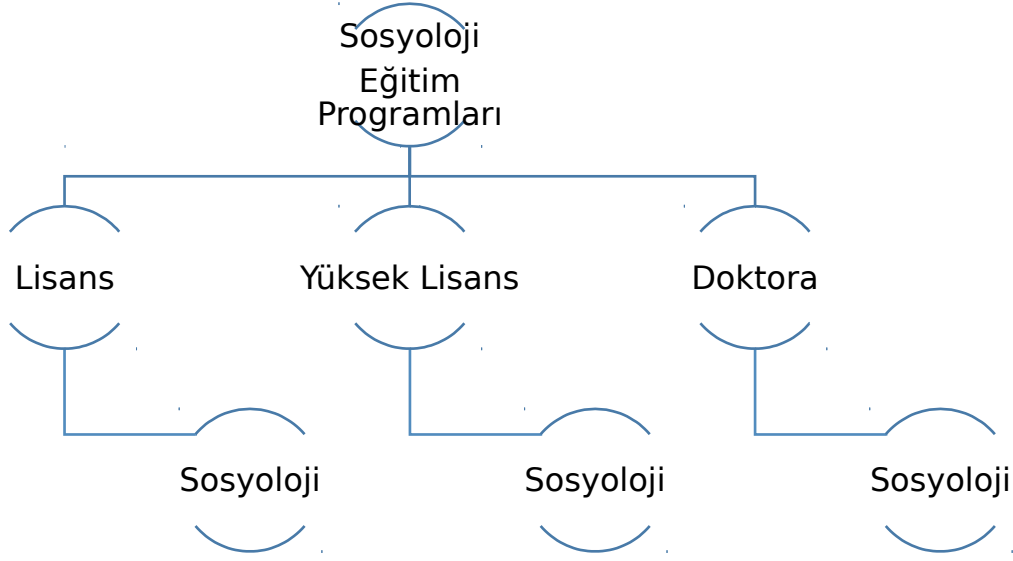 Sosyoloji
Eğitim
Programları
Lisans
Yüksek Lisans
Doktora
Sosyoloji
Sosyoloji
Sosyoloji